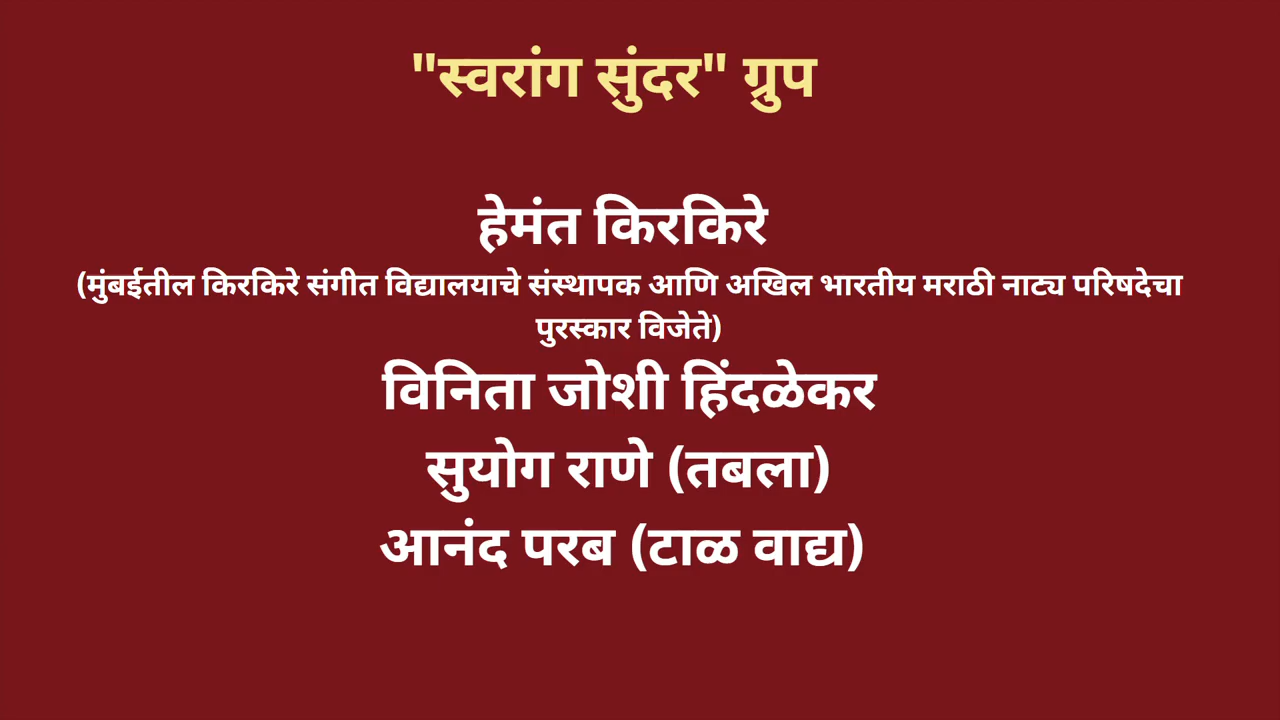 "स्वरांग सुंदर" ग्रुप
हेमंत किरकिरे
(मुंबईतील किरकिरे संगीत विद्यालयाचे संस्थापक आणि अखिल भारतीय मराठी नाट्य परिषदेचा
पुरस्कार विजेते)
विनिता जोशी हिंदळेकर
सुयोग राणे (तबला)
आनंद परब (टाळ वाद्य)